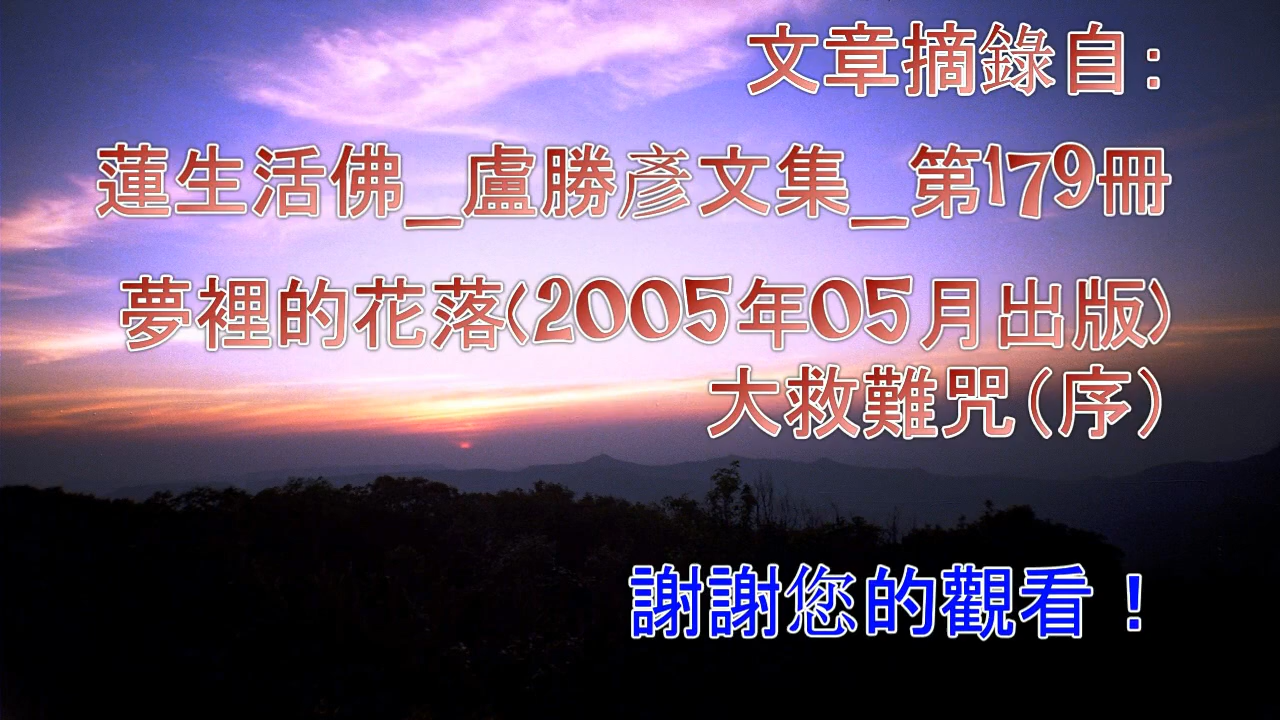 文章摘錄自:
蓮生活佛_盧勝彥文集_第179冊
夢裡的花落(2005年05月出版)
大救難咒(序)
謝謝您的觀看！